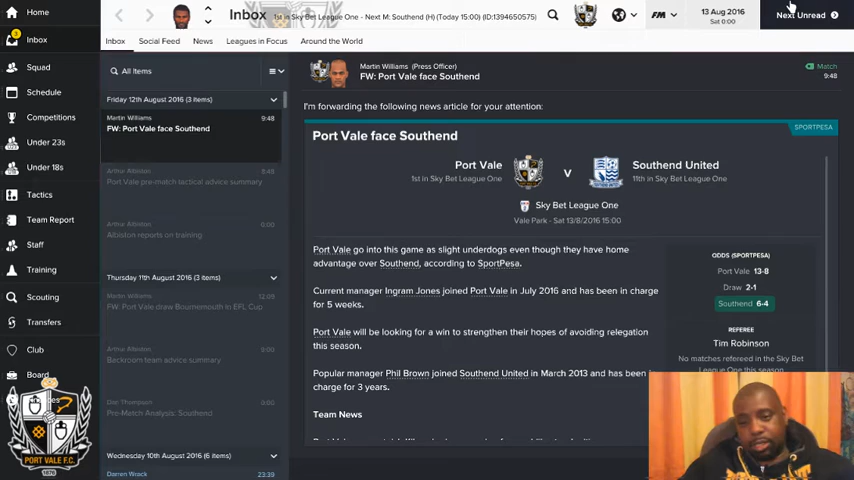 Home
Inbox
1st in Sky Bet League One - Next M: Southend (H) (Today 15:00) (ID:1394650575)
FM
13 Aug 2016
Sat 0:00
Next Unread
3
Inbox
Inbox
Social Feed
News
Leagues in Focus
Around the World
Squad
Schedule
Competitions
Under 23s
Under 18s
Tactics
Team Report
Staff
Training
Scouting
Transfers
Club
Board
PORT VALE F.C.
1876
All Items
Friday 12th August 2016 (3 items)
Martin Williams
9:48
FW: Port Vale face Southend
Arthur Albiston
Port Vale pre-match tactical advice summary
Arthur Albiston
0:00
Albiston reports on training
Thursday 11th August 2016 (3 items)
Martin Williams
12:09
FW: Port Vale draw Bournemouth in EFL Cup
Arthur Albiston
Backroom team advice summary
0:00
Pre-Match Analysis: Southend
Wednesday 10th August 2016 (6 items)
Darren Wrack
23:39
Martin Williams (Press Officer)
FW: Port Vale face Southend
Match
9:48
I'm forwarding the following news article for your attention:
Port Vale face Southend
SPORTPESA
Port Vale
1st in Sky Bet League One
v
Southend United
11th in Sky Bet League One
Sky Bet League One
Vale Park - Sat 13/8/2016 15:00
Port Vale go into this game as slight underdogs even though they have home
advantage over Southend, according to SportPesa.
Current manager Ingram Jones joined Port Vale in July 2016 and has been in charge
for 5 weeks.
Port Vale will be looking for a win to strengthen their hopes of avoiding relegation
this season.
Popular manager Phil Brown joined Southend United in March 2013 and has been in
charge for 3 years.
Team News
ODDS (SPORTPESA)
Port Vale 13-8
Draw 2-1
Southend 6-4
REFEREE
Tim Robinson
No matches refereed in the Sky
Bet League One this season